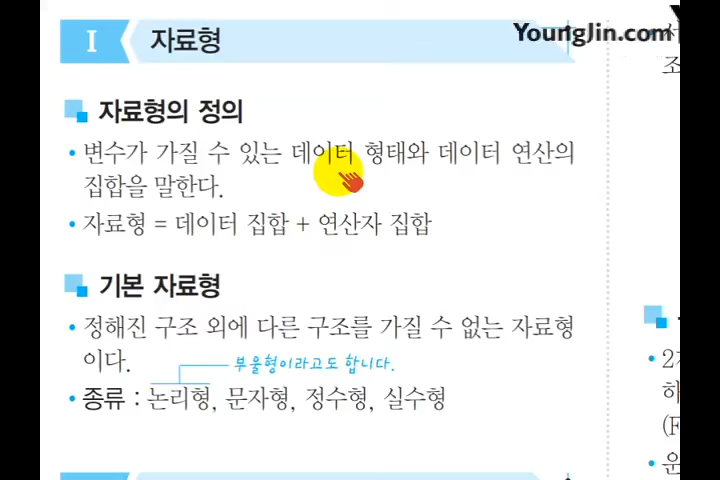 I 자료형
YoungJin.com
자료형의 정의
• 변수가 가질 수 있는 데이터 형태와 데이터 연산의
집합을 말한다.
• 자료형 = 데이터 집합 + 연산자 집합
기본 자료형
• 정해진 구조 외에 다른 구조를 가질 수 없는 자료형
이다.
부울형이라고도 합니다.
• 종류 : 논리형, 문자형, 정수형, 실수형
조
• 2
하
(F
• 운